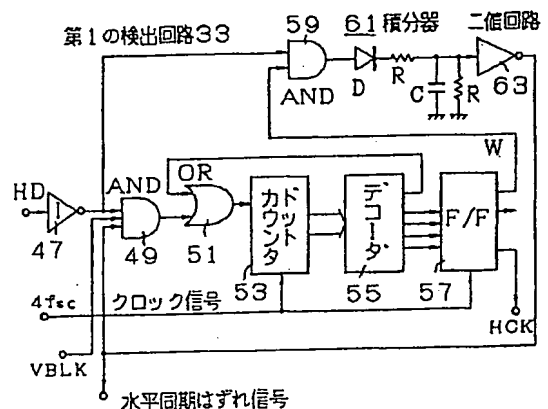 第1の検出回路33
59
61 積分器
二値回路
AND
D
R
C
R
63
W
HD
AND
OR
47
49
51
ドットカウンタ
53
デコーダ
55
F/F
57
4fsc
クロック信号
HCK
VBLK
水平同期はずれ信号